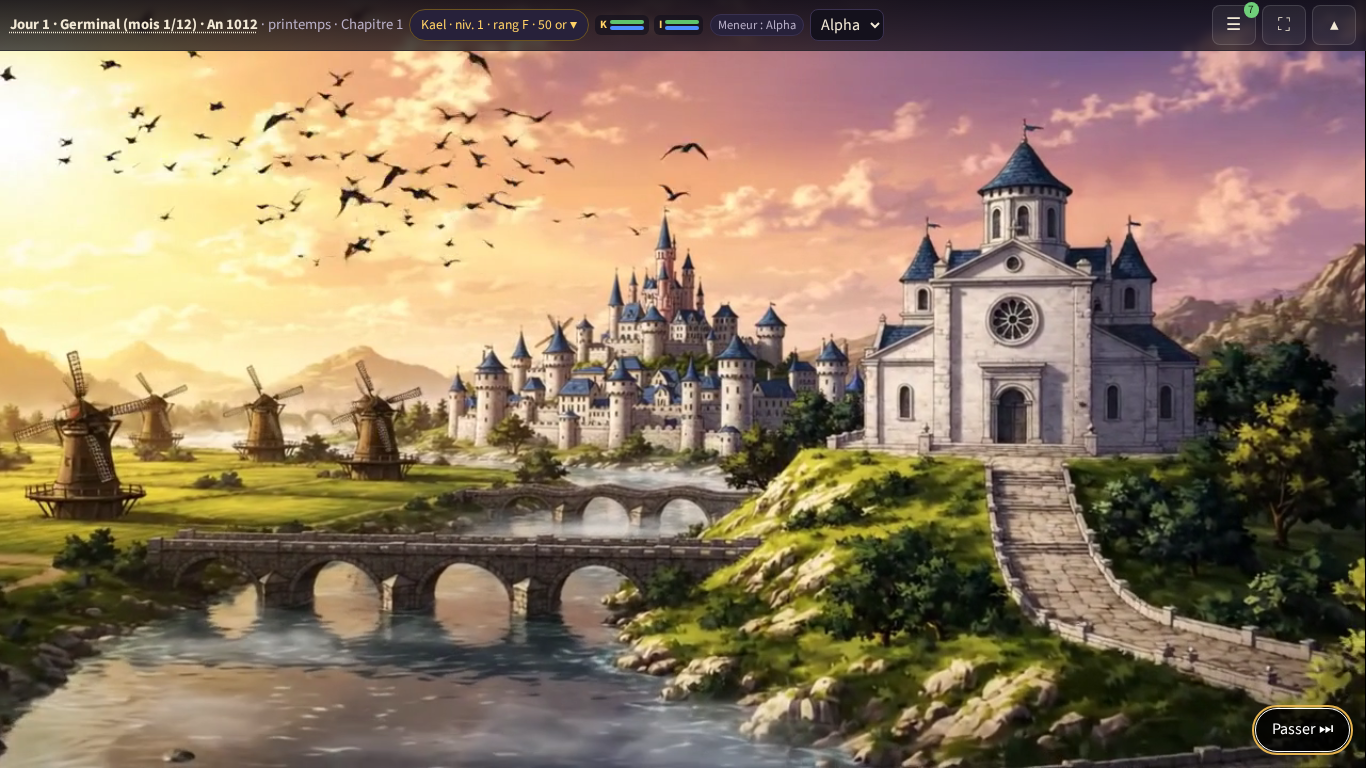 Jour 1 · Germinal (mois 1/12) · An 1012 · printemps · Chapitre 1
Kael · niv. 1 · rang F · 50 or ▾
K
I
Meneur : Alpha
Alpha
7
Passer ⏭